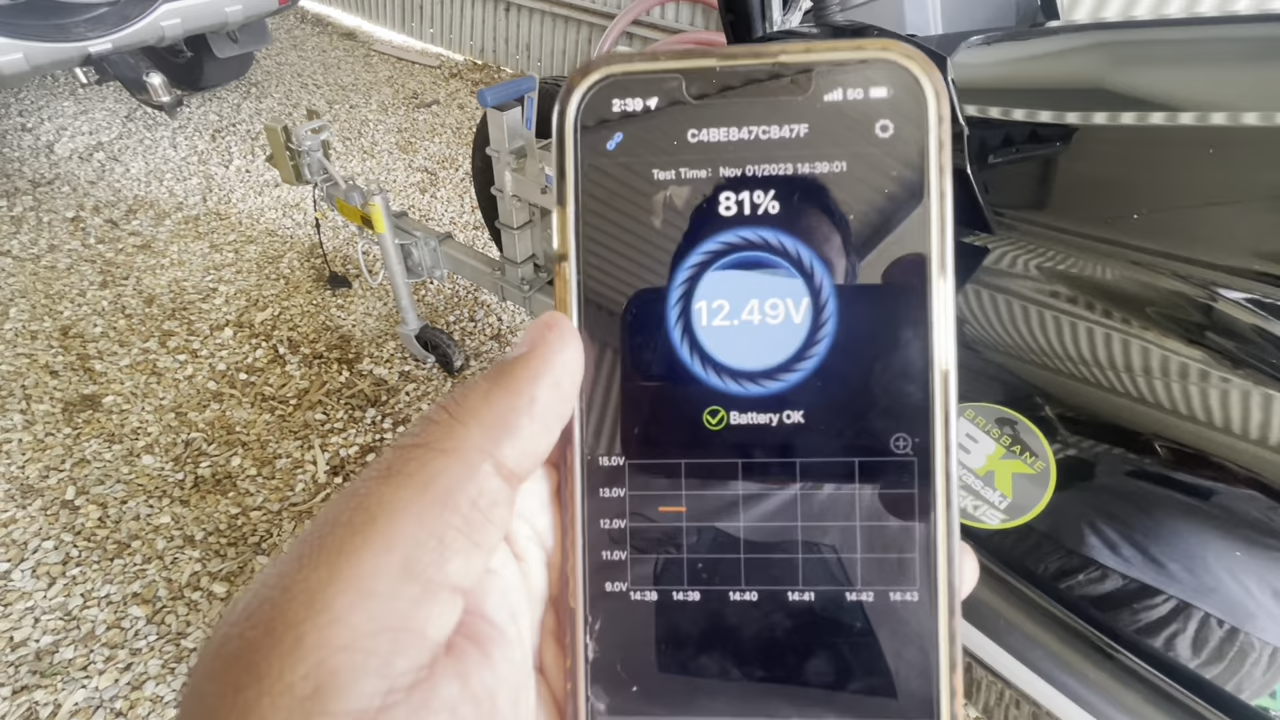 2:39
5G
C4BE847C847F
Test Time: Nov 01/2023 14:39:01
81%
12.49V
Battery OK
15.0V
13.0V
12.0V
11.0V
9.0V
14:38 14:39 14:40 14:41 14:42 14:43
BRISBANE
BK
Kawasaki